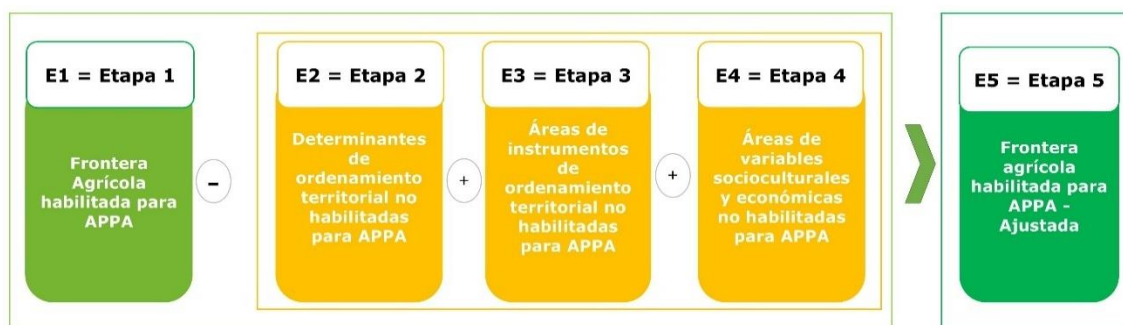 E1 = Etapa 1
Frontera
Agrícola
habilitada para
APPA
-
E2 = Etapa 2
Determinantes
de
ordenamiento
territorial no
habilitadas
para APPA
+
E3 = Etapa 3
Áreas de
instrumentos
de
ordenamiento
territorial no
habilitadas
para APPA
+
E4 = Etapa 4
Áreas de
variables
socioculturales
y económicas
no habilitadas
para APPA
E5 = Etapa 5
Frontera
agrícola
habilitada para
APPA -
Ajustada